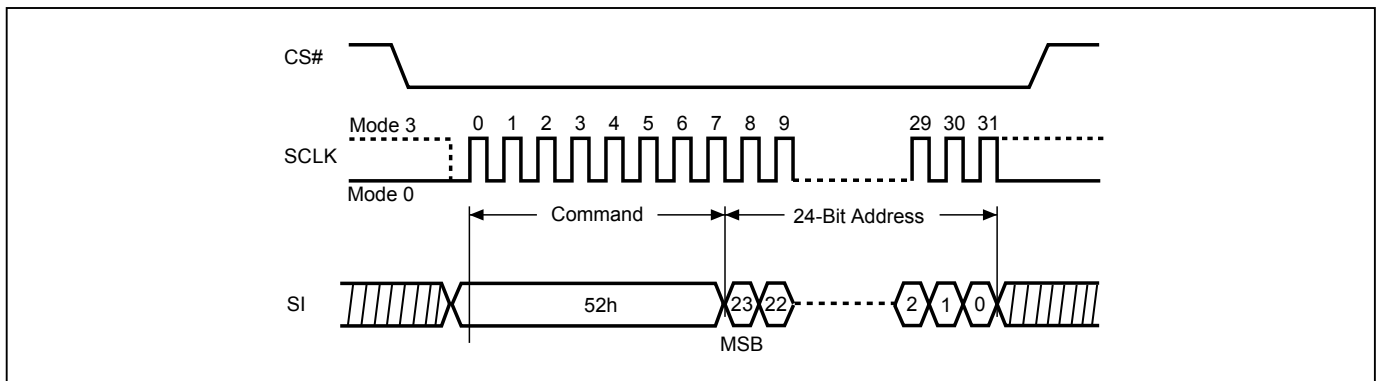 CS#
Mode 3 0 1 2 3 4 5 6 7 8 9 29 30 31
SCLK
Mode 0
Command 24-Bit Address
SI 52h 23 22 2 1 0
MSB